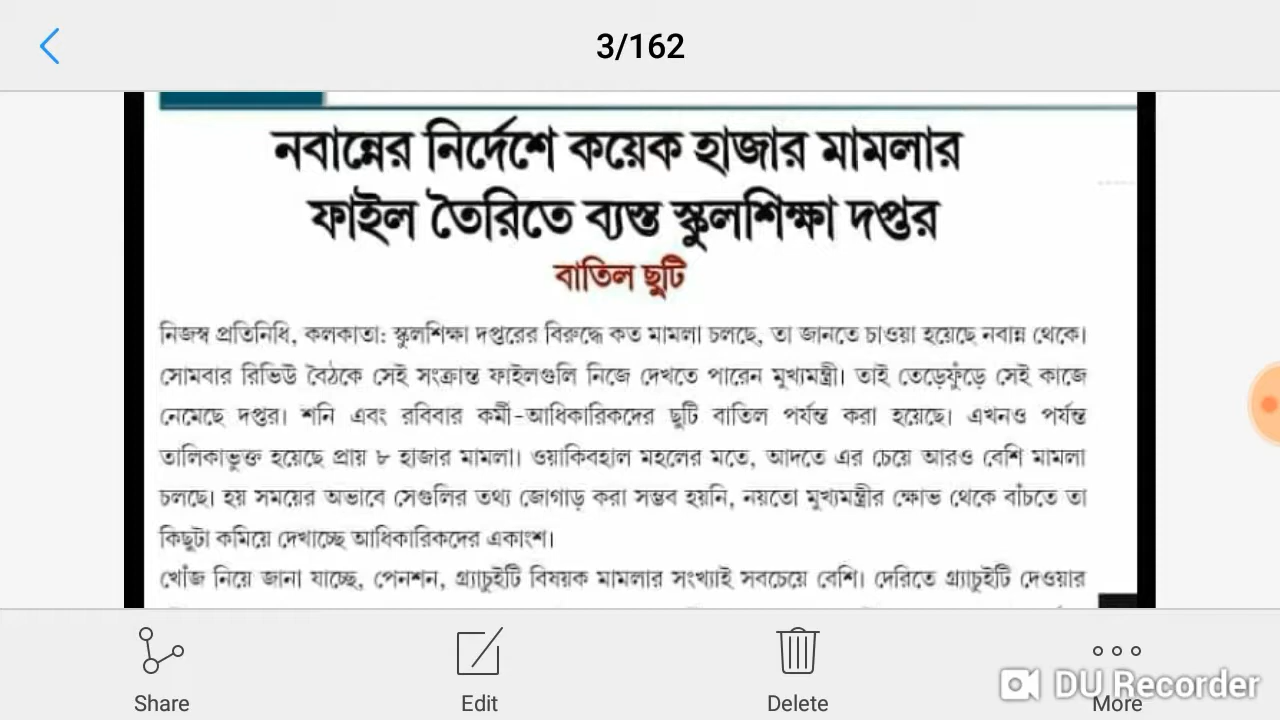 3/162
নবান্নের নির্দেশে কয়েক হাজার মামলার
ফাইল তৈরিতে ব্যস্ত স্কুলশিক্ষা দপ্তর
বাতিল ছুটি
নিজস্ব প্রতিনিধি, কলকাতা: স্কুলশিক্ষা দপ্তরের বিরুদ্ধে কত মামলা চলছে, তা জানতে চাওয়া হয়েছে নবান্ন থেকে।
সোমবার রিভিউ বৈঠকে সেই সংক্রান্ত ফাইলগুলি নিজে দেখতে পারেন মুখ্যমন্ত্রী। তাই তেড়েফুঁড়ে সেই কাজে
নেমেছে দপ্তর। শনি এবং রবিবার কর্মী-আধিকারিকদের ছুটি বাতিল পর্যন্ত করা হয়েছে। এখনও পর্যন্ত
তালিকাভুক্ত হয়েছে প্রায় ৮ হাজার মামলা। ওয়াকিবহাল মহলের মতে, আদতে এর চেয়ে আরও বেশি মামলা
চলছে। হয় সময়ের অভাবে সেগুলির তথ্য জোগাড় করা সম্ভব হয়নি, নয়তো মুখ্যমন্ত্রীর ক্ষোভ থেকে বাঁচতে তা
কিছুটা কমিয়ে দেখাচ্ছে আধিকারিকদের একাংশ।
খোঁজ নিয়ে জানা যাচ্ছে, পেনশন, গ্র্যাচুইটি বিষয়ক মামলার সংখ্যাই সবচেয়ে বেশি। দেরিতে গ্র্যাচুইটি দেওয়ার
Share Edit Delete More
DU Recorder